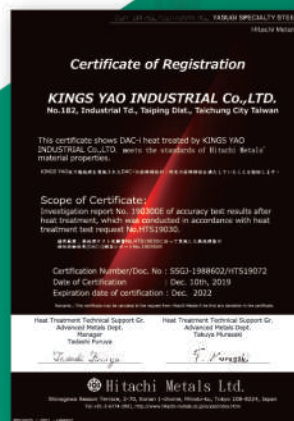 YASUGI SPECIALTY STEEL
Hitachi Metals
Certificate of Registration
KINGS YAO INDUSTRIAL Co.,LTD.
No.182, Industrial Td., Taiping Dist., Taichung City Taiwan
This certificate shows DAC-i heat treated by KINGS YAO
INDUSTRIAL Co.,LTD. meets the standards of Hitachi Metals'
material properties.
Scope of Certificate:
Investigation report No. 190300E of accuracy test results after
heat treatment, which was conducted in accordance with heat
treatment test request No.HTS19030.
Certification Number/Doc. No : SSGJ-1988602/HTS19072
Date of Certification : Dec. 10th, 2019
Expiration date of certification : Dec. 2022
Heat Treatment Technical Support Gr.
Advanced Metals Dept.
Manager
Tadashi Furuya
Heat Treatment Technical Support Gr.
Advanced Metals Dept.
Takuya Murasaki
Hitachi Metals Ltd.